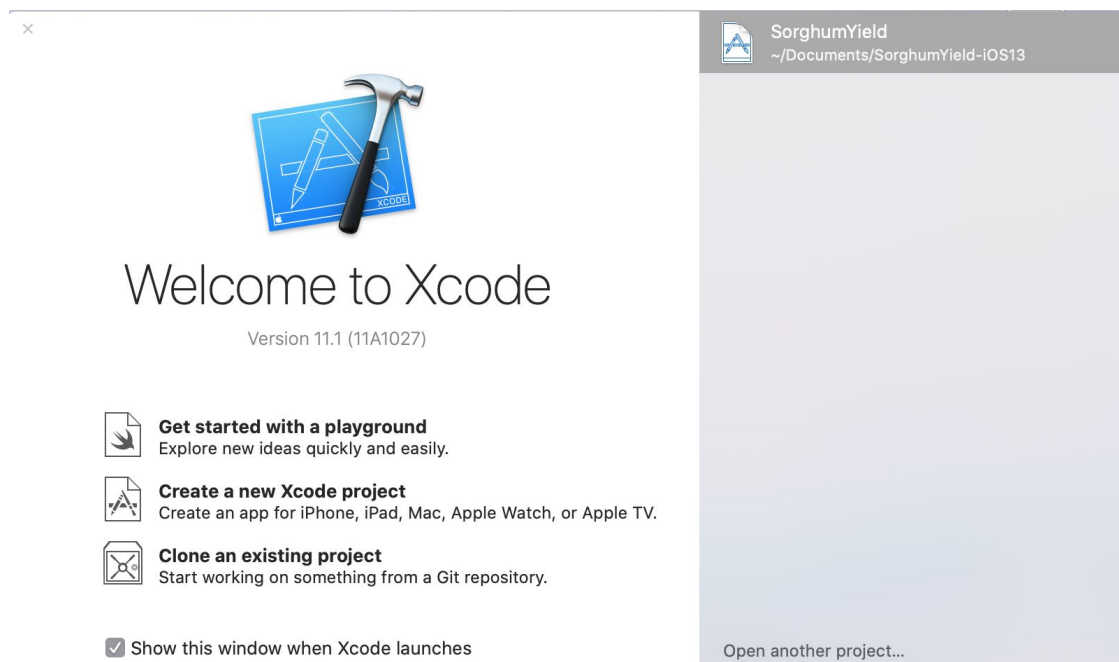 SorghumYield
~/Documents/SorghumYield-iOS13
XCODE
Welcome to Xcode
Version 11.1 (11A1027)
Get started with a playground
Explore new ideas quickly and easily.
Create a new Xcode project
Create an app for iPhone, iPad, Mac, Apple Watch, or Apple TV.
Clone an existing project
Start working on something from a Git repository.
Show this window when Xcode launches
Open another project...